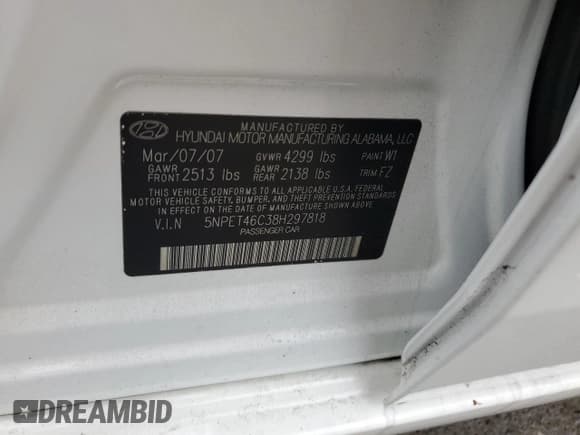 MANUFACTURED BY
HYUNDAI MOTOR MANUFACTURING ALABAMA, LLC
Mar/07/07 GVWR 4299 lbs PAINT W1
GAWR FRONT 2513 lbs GAWR REAR 2138 lbs TRIM FZ
THIS VEHICLE CONFORMS TO ALL APPLICABLE U.S.A. FEDERAL
MOTOR VEHICLE SAFETY, BUMPER, AND THEFT PREVENTION STANDARDS
IN EFFECT ON THE DATE OF MANUFACTURE SHOWN ABOVE.
V.I.N 5NPET46C38H297818
PASSENGER CAR
DREAMBID